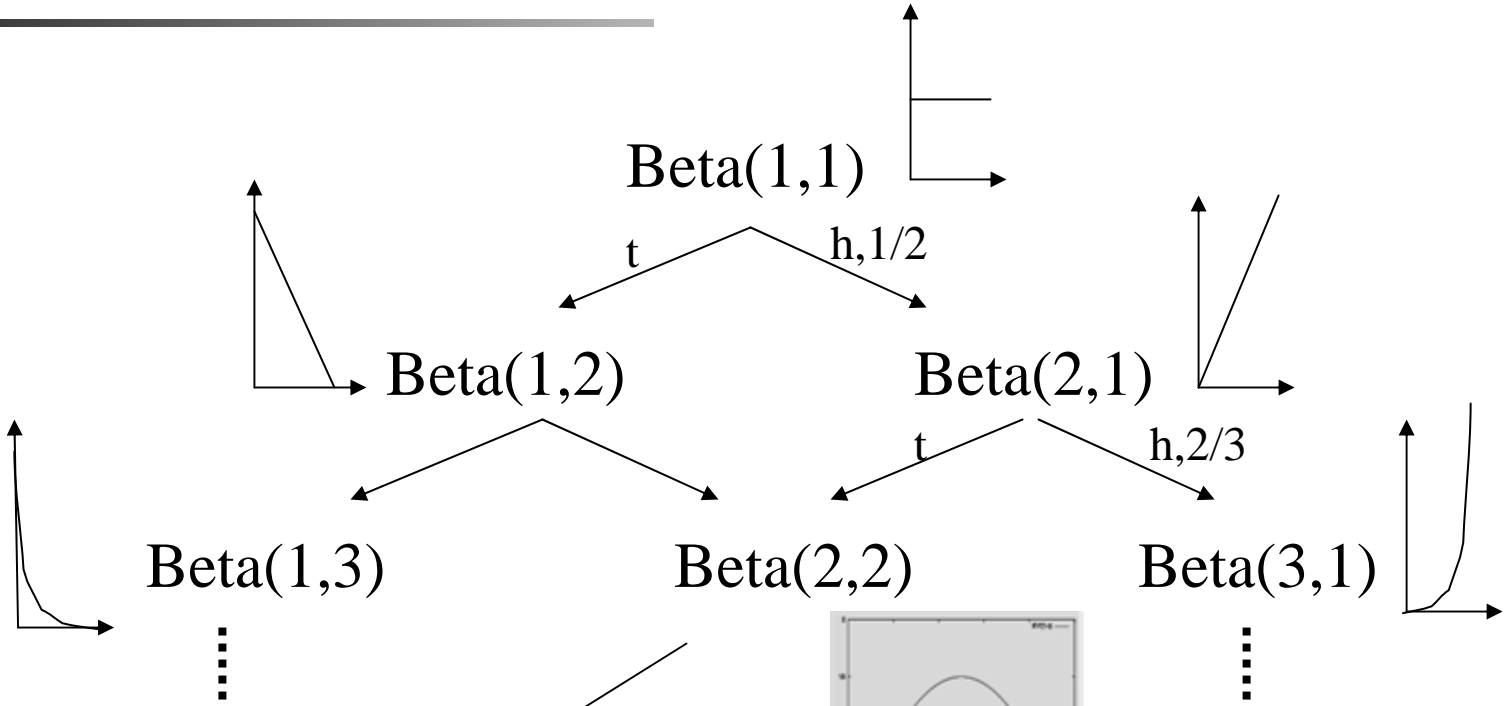 Beta(1,1)
t h,1/2
Beta(1,2) Beta(2,1)
t h,2/3
Beta(1,3) Beta(2,2) Beta(3,1)